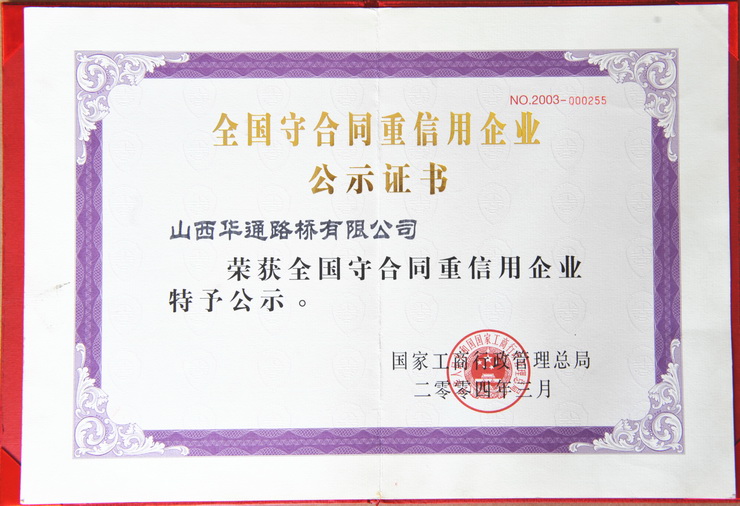 NO.2003-000255
全国守合同重信用企业
公示证书
山西华通路桥有限公司
荣获全国守合同重信用企业
特予公示。
国家工商行政管理总局
二零零四年三月